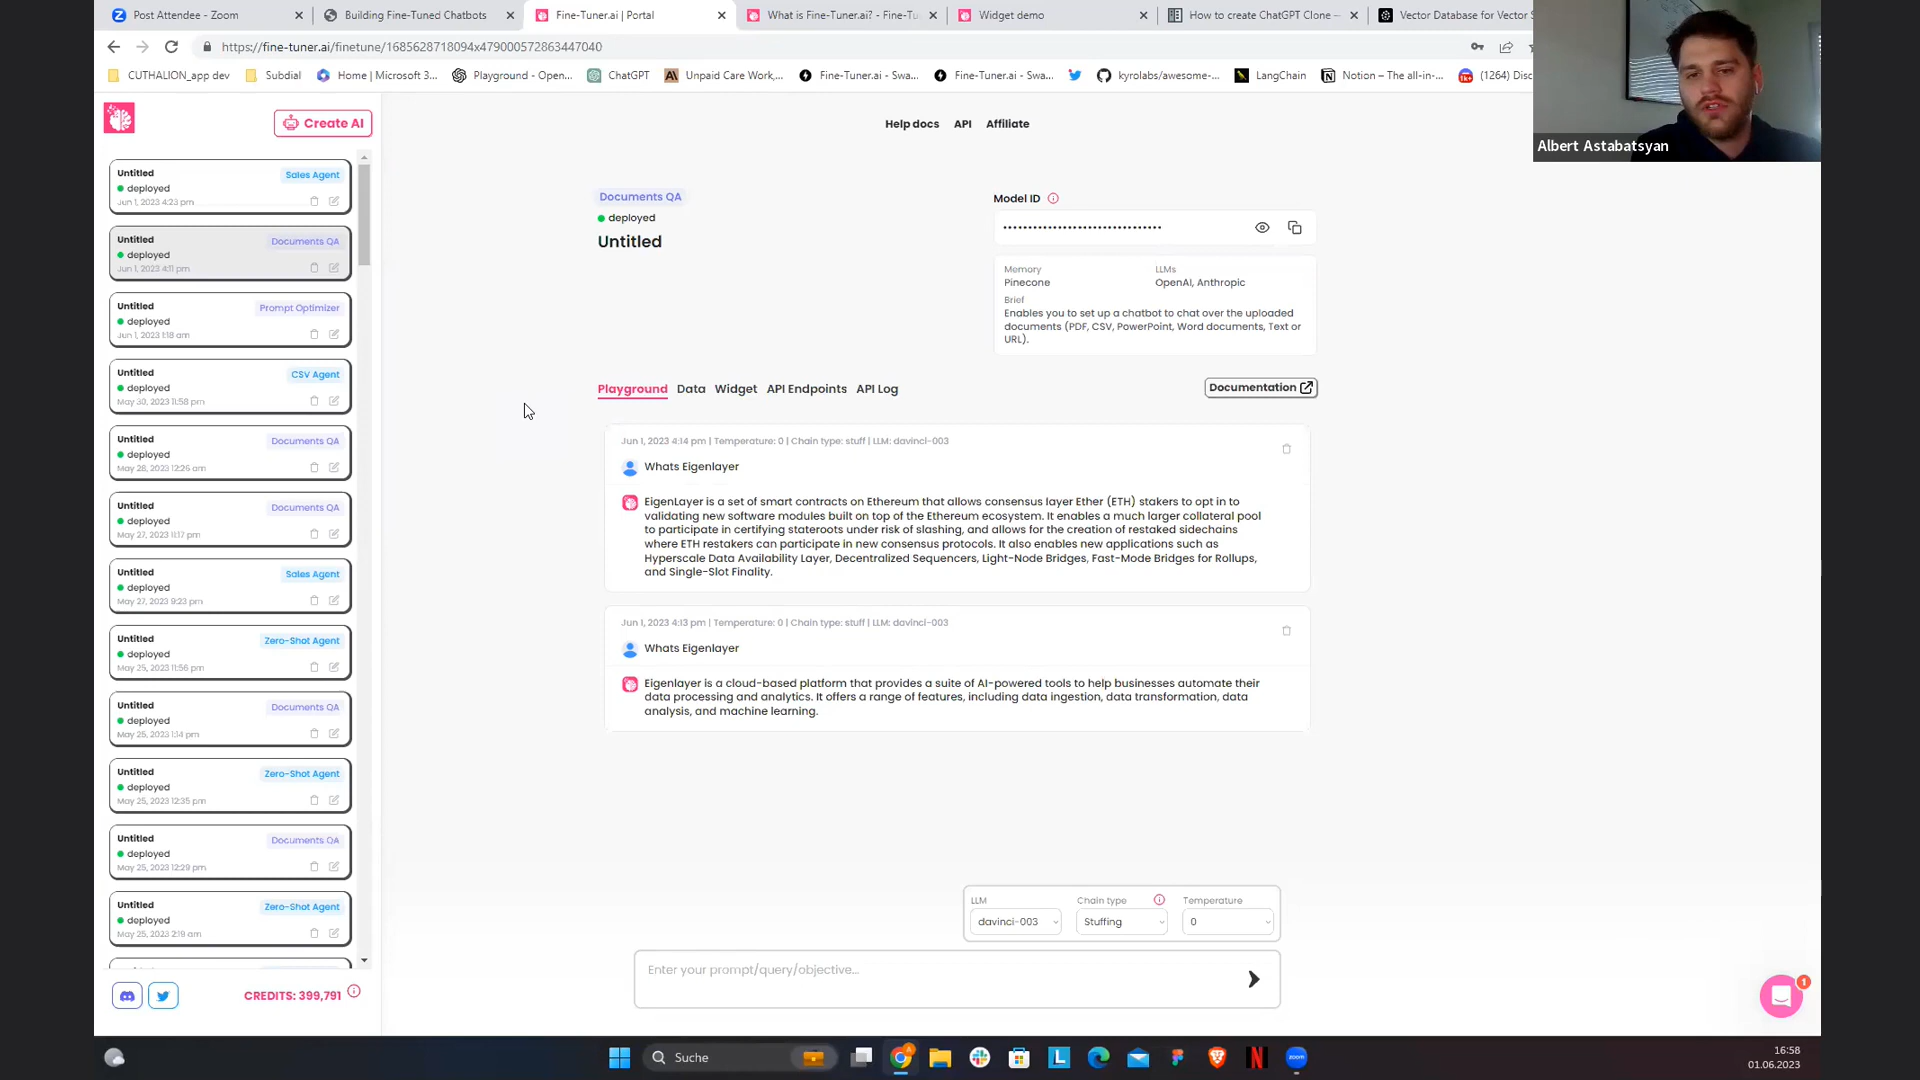 Post Attendee - Zoom
Building Fine-Tuned Chatbots
Fine-Tuner.ai | Portal
What is Fine-Tuner.ai? - Fine-Tu
Widget demo
How to create ChatGPT Clone –
Vector Database for Vector S
https://fine-tuner.ai/finetune/1685628718094x479000572863447040
CUTHALION_app dev
Subdial
Home | Microsoft 3...
Playground - Open...
ChatGPT
Unpaid Care Work,...
Fine-Tuner.ai - Swa...
Fine-Tuner.ai - Swa...
kyrolabs/awesome-...
LangChain
Notion – The all-in-...
(1264) Disc
Albert Astabatsyan
Create AI
Help docs API Affiliate
Untitled
Sales Agent
deployed
Jun 1, 2023 4:23 pm
Untitled
Documents QA
deployed
Jun 1, 2023 4:11 pm
Untitled
Prompt Optimizer
deployed
Jun 1, 2023 1:18 am
Untitled
CSV Agent
deployed
May 30, 2023 11:58 pm
Untitled
Documents QA
deployed
May 28, 2023 12:26 am
Untitled
Documents QA
deployed
May 27, 2023 11:17 pm
Untitled
Sales Agent
deployed
May 27, 2023 9:23 pm
Untitled
Zero-Shot Agent
deployed
May 25, 2023 11:56 pm
Untitled
Documents QA
deployed
May 25, 2023 1:14 pm
Untitled
Zero-Shot Agent
deployed
May 25, 2023 12:35 pm
Untitled
Documents QA
deployed
May 25, 2023 12:29 pm
Untitled
Zero-Shot Agent
deployed
May 25, 2023 2:19 am
CREDITS: 399,791
Documents QA
deployed
Untitled
Model ID
Memory
Pinecone
LLMs
OpenAI, Anthropic
Brief
Enables you to set up a chatbot to chat over the uploaded
documents (PDF, CSV, PowerPoint, Word documents, Text or
URL).
Playground Data Widget API Endpoints API Log
Documentation
Jun 1, 2023 4:14 pm | Temperature: 0 | Chain type: stuff | LLM: davinci-003
Whats Eigenlayer
EigenLayer is a set of smart contracts on Ethereum that allows consensus layer Ether (ETH) stakers to opt in to
validating new software modules built on top of the Ethereum ecosystem. It enables a much larger collateral pool
to participate in certifying stateroots under risk of slashing, and allows for the creation of restaked sidechains
where ETH restakers can participate in new consensus protocols. It also enables new applications such as
Hyperscale Data Availability Layer, Decentralized Sequencers, Light-Node Bridges, Fast-Mode Bridges for Rollups,
and Single-Slot Finality.
Jun 1, 2023 4:13 pm | Temperature: 0 | Chain type: stuff | LLM: davinci-003
Whats Eigenlayer
Eigenlayer is a cloud-based platform that provides a suite of AI-powered tools to help businesses automate their
data processing and analytics. It offers a range of features, including data ingestion, data transformation, data
analysis, and machine learning.
LLM
davinci-003
Chain type
Stuffing
Temperature
0
Enter your prompt/query/objective...
1
Suche
zoom
16:58
01.06.2023